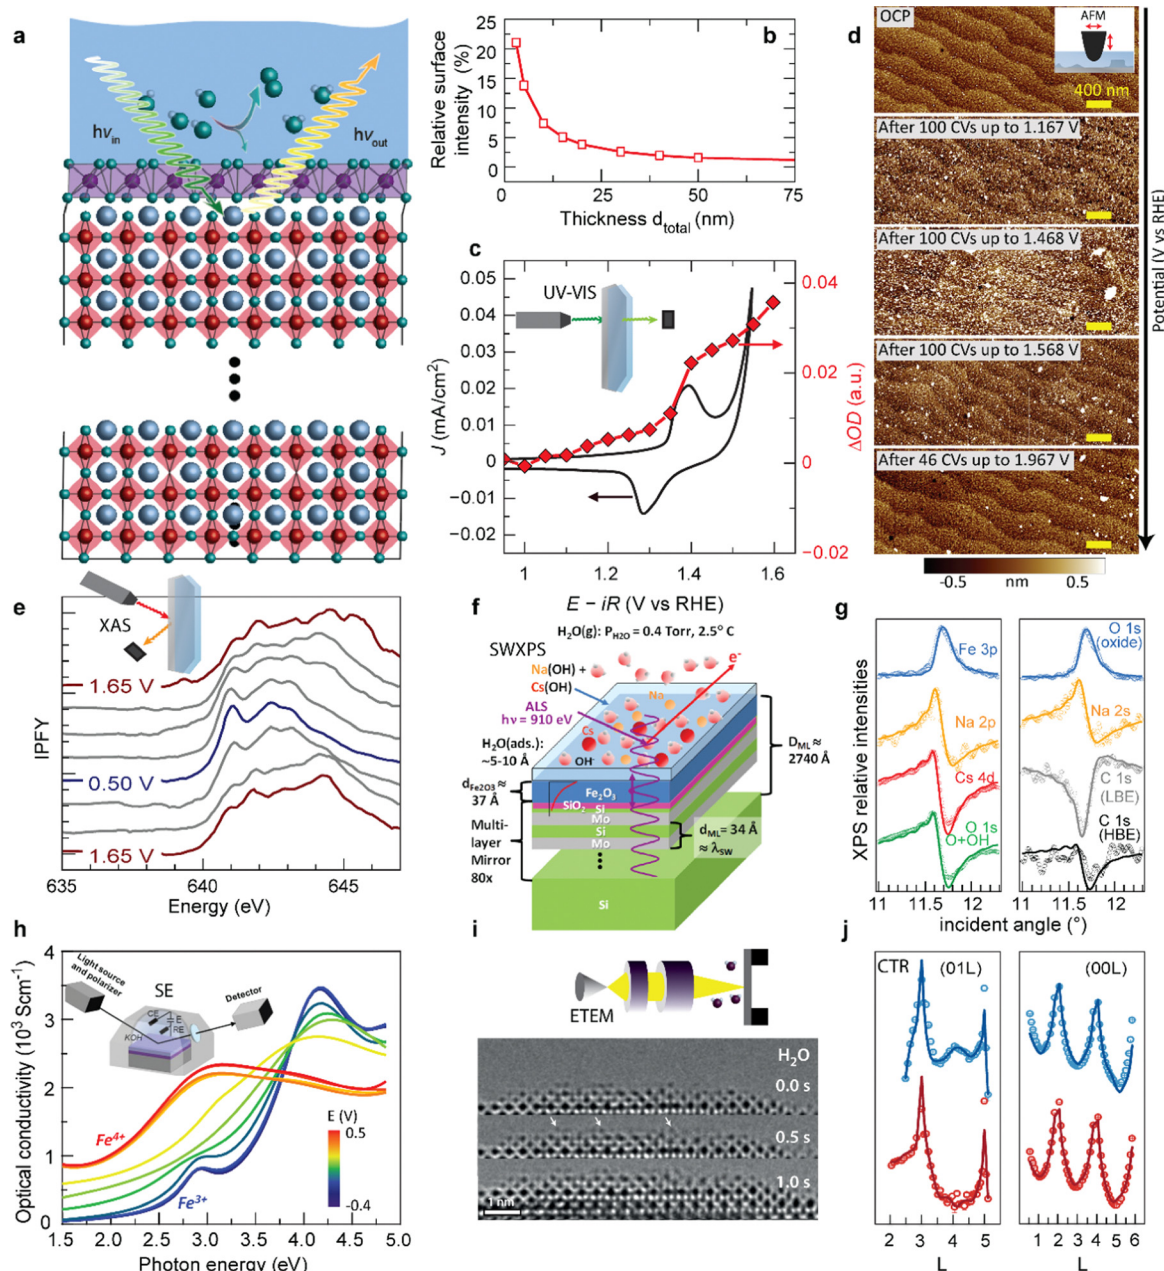 a
hν_in
hν_out
b
Relative surface
intensity (%)
25
20
15
10
5
0
0
25
50
75
Thickness d_total (nm)
c
UV-VIS
J (mA/cm²)
0.05
0.04
0.03
0.02
0.01
0
−0.01
−0.02
1
1.2
1.4
1.6
E − iR (V vs RHE)
0.04
0.02
0
−0.02
ΔOD (a.u.)
d
OCP
AFM
400 nm
After 100 CVs up to 1.167 V
After 100 CVs up to 1.468 V
After 100 CVs up to 1.568 V
After 46 CVs up to 1.967 V
Potential (V vs RHE)
-0.5
nm
0.5
e
XAS
IPFY
1.65 V
0.50 V
1.65 V
635
640
645
Energy (eV)
f
H₂O(g): P_H2O = 0.4 Torr, 2.5° C
SWXPS
Na(OH) +
Cs(OH)
ALS
hν = 910 eV
H₂O(ads.):
~5-10 Å
e⁻
Na
Cs
OH⁻
d_Fe2O3 ≈
37 Å
Fe₂O₃
SiO₂
Si
Mo
Si
Mo
Multi-
layer
Mirror
80x
d_ML = 34 Å
≈ λ_SW
D_ML ≈
2740 Å
Si
g
XPS relative intensities
Fe 3p
Na 2p
Cs 4d
O 1s
O+OH
O 1s
(oxide)
Na 2s
C 1s
(LBE)
C 1s
(HBE)
11
11.5
12
11
11.5
12
incident angle (°)
h
Light source
and polarizer
SE
Detector
CE
E
RE
KOH
Optical conductivity (10³ Scm⁻¹)
4
3
2
1
0
Fe⁴⁺
Fe³⁺
E (V)
0.5
-0.4
1.5
2.0
2.5
3.0
3.5
4.0
4.5
5.0
Photon energy (eV)
i
ETEM
H₂O
0.0 s
0.5 s
1.0 s
1 nm
j
CTR
(01L)
(00L)
2
3
4
5
L
1
2
3
4
5
6
L